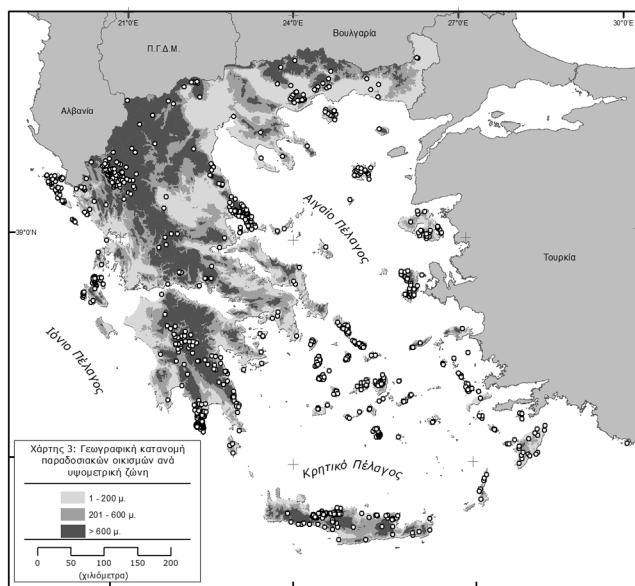 21°0'E
24°0'E
27°0'E
30°0'E
Βουλγαρία
Π.Γ.Δ.Μ.
Αλβανία
Αιγαίο Πέλαγος
39°0'N
Τουρκία
Ιόνιο Πέλαγος
Κρητικό Πέλαγος
Χάρτης 3: Γεωγραφική κατανομή
παραδοσιακών οικισμών ανά
υψομετρική ζώνη
1 - 200 μ.
201 - 600 μ.
> 600 μ.
0 50 100 150 200
(χιλιόμετρα)